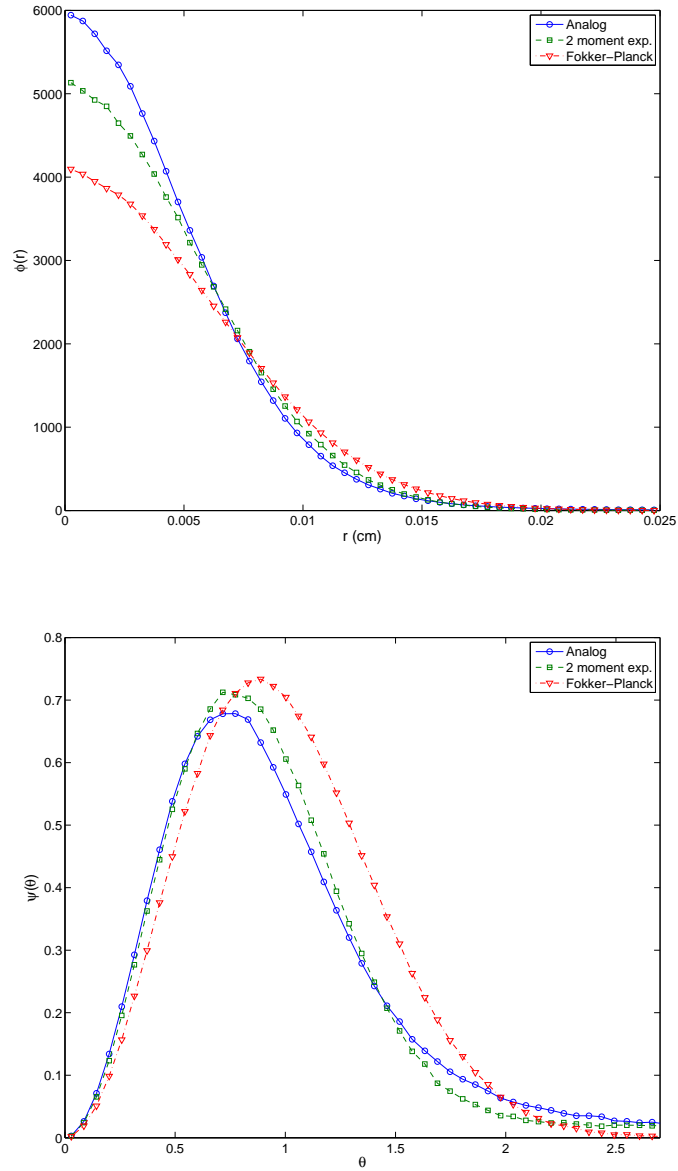 6000
5000
4000
3000
2000
1000
0
φ(r)
0
0.005
0.01
0.015
0.02
0.025
r (cm)
Analog
2 moment exp.
Fokker−Planck
0.8
0.7
0.6
0.5
0.4
0.3
0.2
0.1
0
ψ(θ)
0
0.5
1
1.5
2
2.5
θ
Analog
2 moment exp.
Fokker−Planck